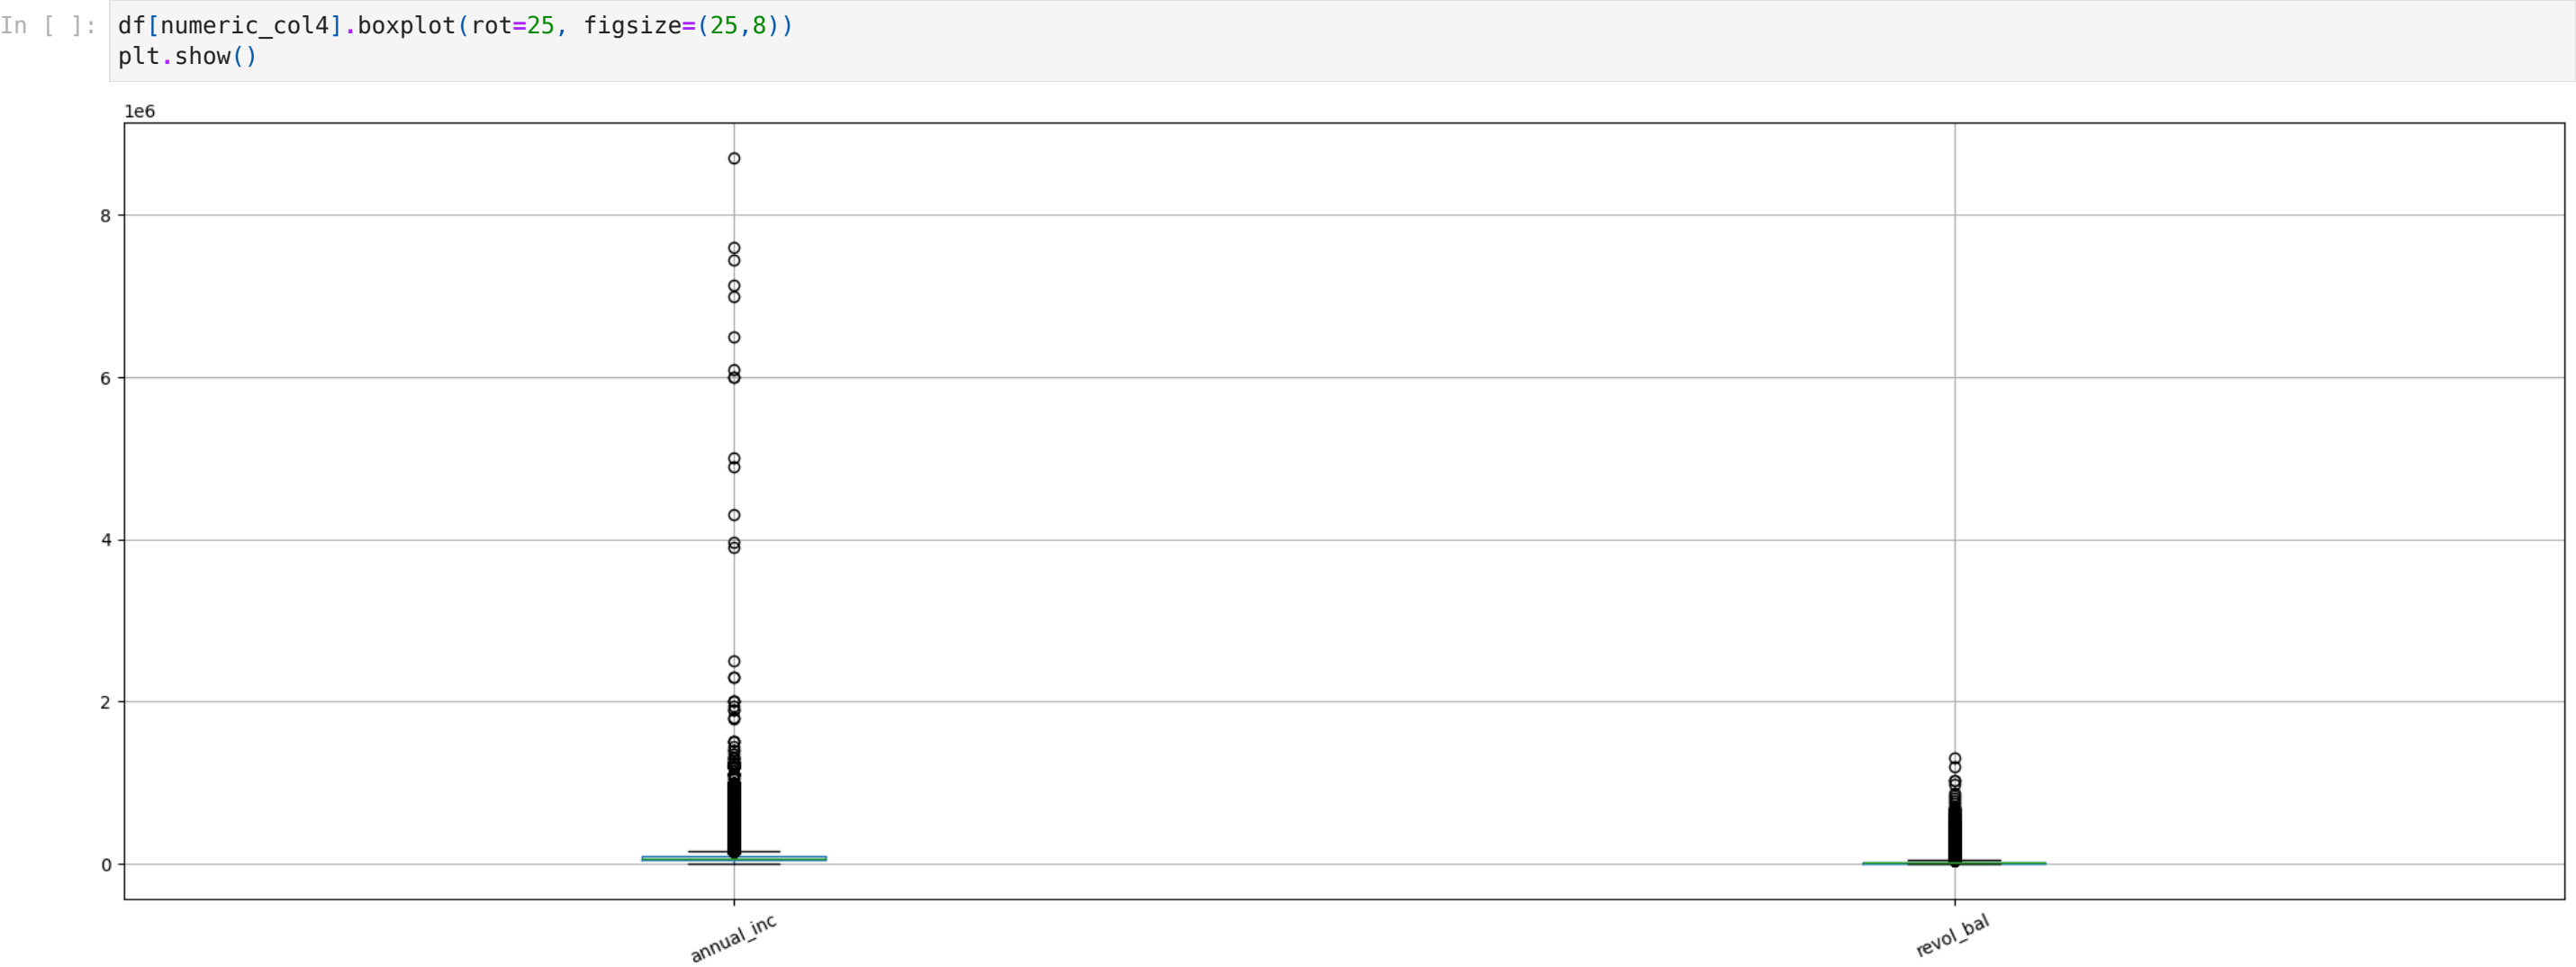 In [ ]: df[numeric_col4].boxplot(rot=25, figsize=(25,8))
plt.show()
1e6
8
6
4
2
0
annual_inc
revol_bal